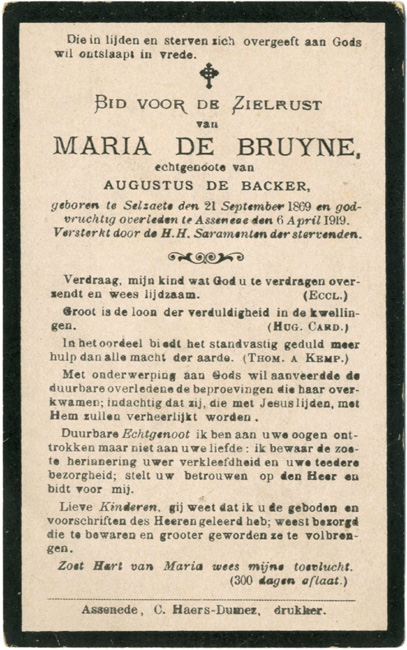 Die in lijden en sterven zich overgeeft aan Gods
wil ontslaapt in vrede.
BID VOOR DE ZIELRUST
van
MARIA DE BRUYNE,
echtgenoote van
AUGUSTUS DE BACKER,
geboren te Selzaete den 21 September 1869 en god-
vruchtig overleden te Assenede den 6 April 1919.
Versterkt door de H.H. Saramenten der stervenden.
Verdraag, mijn kind wat God u te verdragen over-
zendt en wees lijdzaam. (ECCL.)
Groot is de loon der verduldigheid in de kwellin-
gen. (HUG. CARD.)
In het oordeel biedt het standvastig geduld meer
hulp dan alle macht der aarde. (THOM. A KEMP.)
Met onderwerping aan Gods wil aanveerdde de
duurbare overledene de beproevingen die haar over-
kwamen; indachtig dat zij, die met Jesus lijden, met
Hem zullen verheerlijkt worden.
Duurbare Echtgenoot ik ben aan uwe oogen ont-
trokken maar niet aan uwe liefde: ik bewaar de zoe-
te herinnering uwer verkleefdheid en uwe teedere
bezorgheid; stelt uw betrouwen op den Heer en
bidt voor mij.
Lieve Kinderen, gij weet dat ik u de geboden en
voorschriften des Heeren geleerd heb; weest bezorgd
die te bewaren en grooter geworden ze te volbren-
gen.
Zoet Hart van Maria wees mijne toevlucht.
(300 dagen aflaat.)
Assenede, C. Haers-Dumez, drukker.